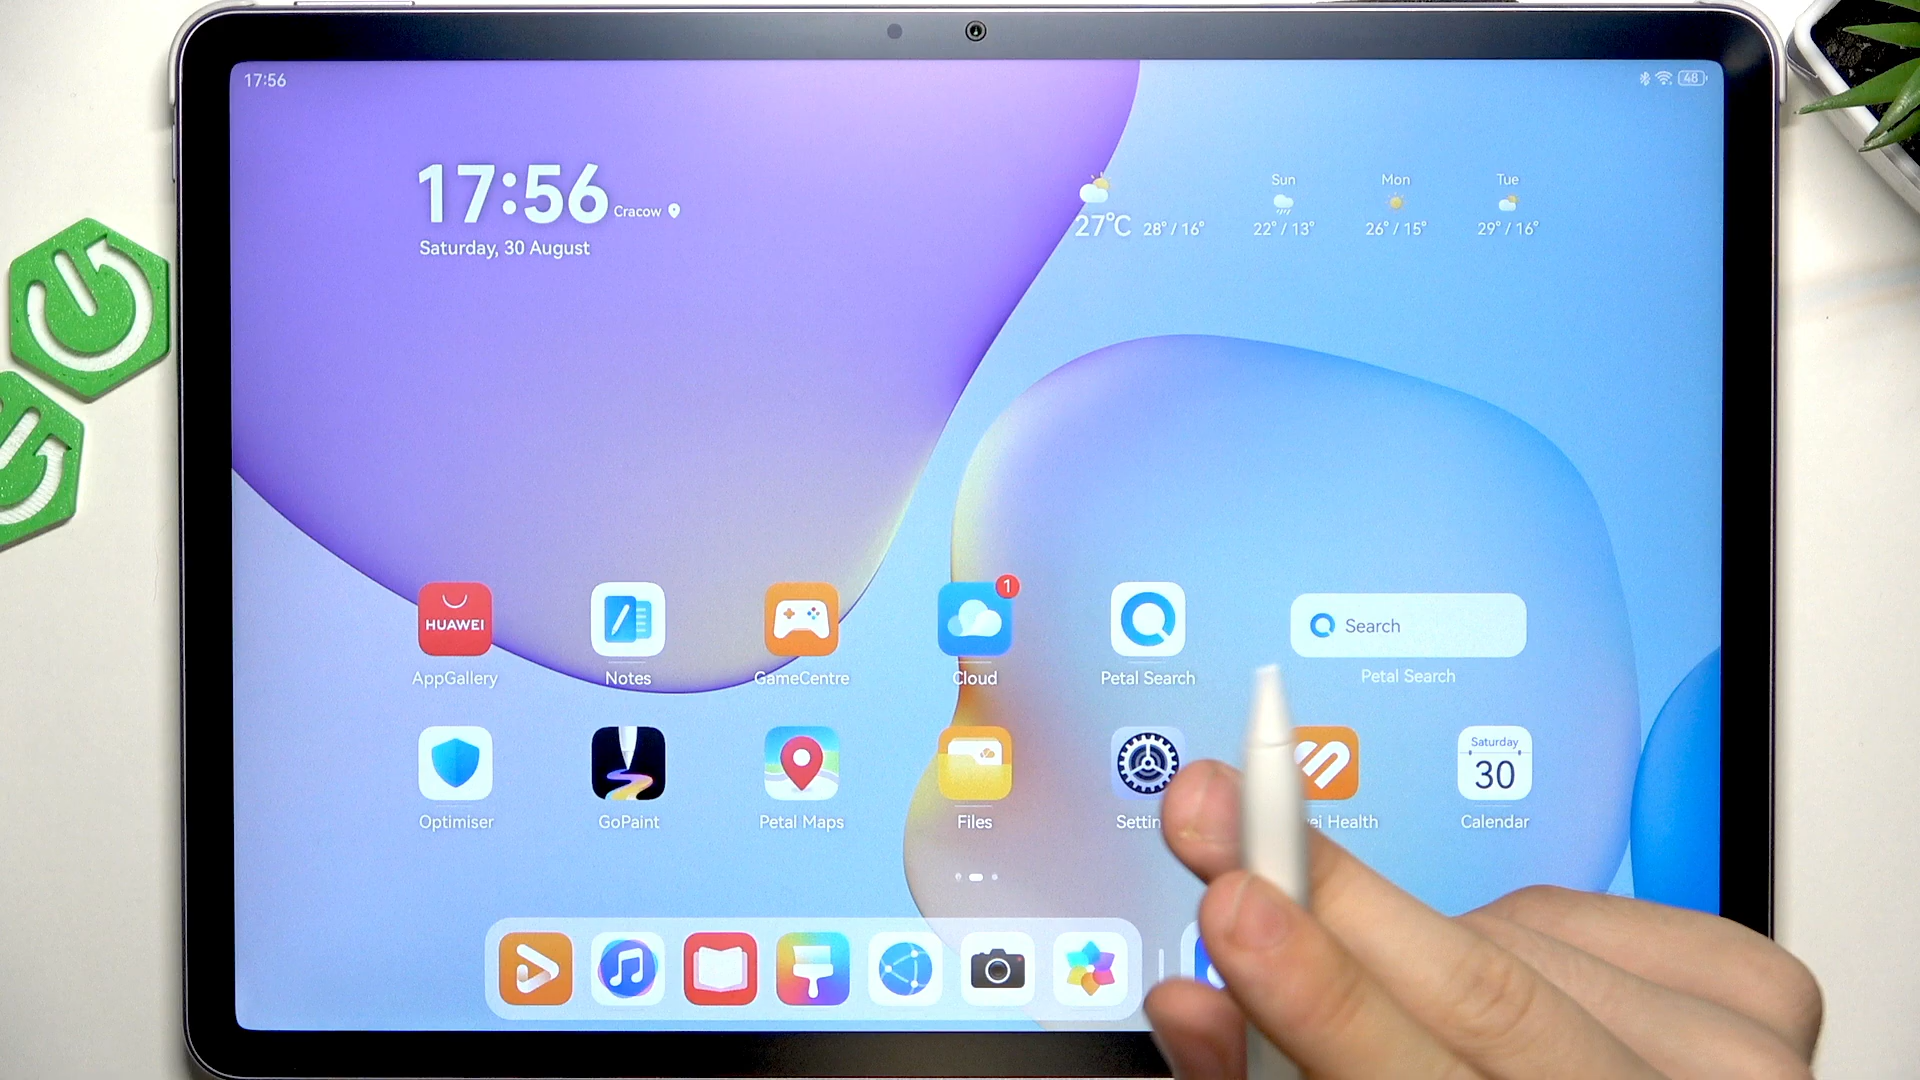 17:56
48
17:56 Cracow
Saturday, 30 August
27°C 28° / 16°
Sun
22° / 13°
Mon
26° / 15°
Tue
29° / 16°
HUAWEI
1
Search
AppGallery
Notes
GameCentre
Cloud
Petal Search
Petal Search
Saturday
30
Optimiser
GoPaint
Petal Maps
Files
Settin
ei Health
Calendar